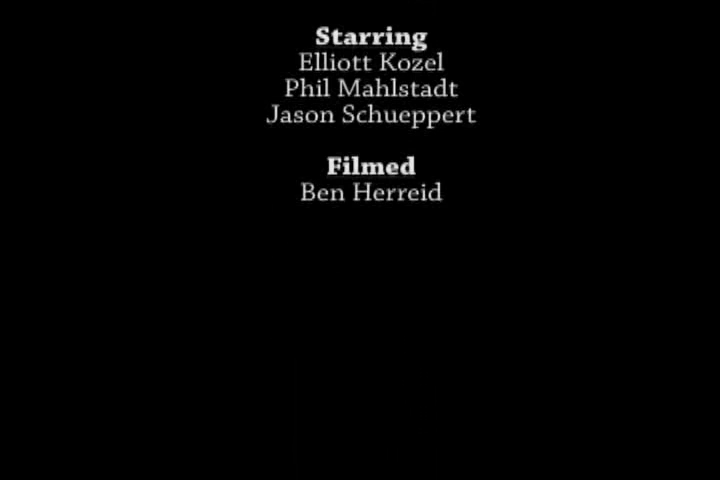 Starring
Elliott Kozel
Phil Mahlstadt
Jason Schueppert
Filmed
Ben Herreid